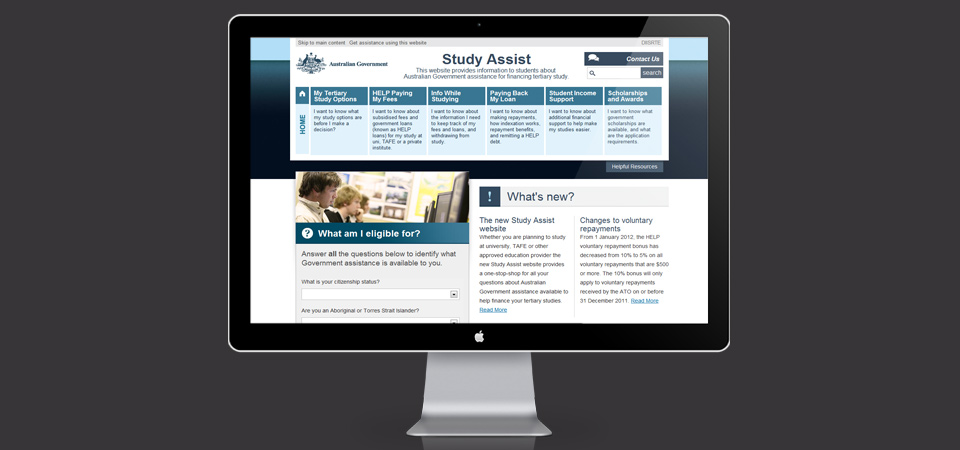 Skip to main content - Get assistance using this website
DIISRTE
Australian Government
Study Assist
This website provides information to students about
Australian Government assistance for financing tertiary study.
Contact Us
search
HOME
My Tertiary
Study Options
I want to know what
my study options are
before I make a
decision?
HELP Paying
My Fees
I want to know about
subsidised fees and
government loans
(known as HELP
loans) for my study at
uni, TAFE or a private
institute.
Info While
Studying
I want to know about
the information I need
to keep track of my
fees and loans, and
withdrawing from
study.
Paying Back
My Loan
I want to know about
making repayments,
how indexation works,
repayment benefits,
and remitting a HELP
debt.
Student Income
Support
I want to know about
additional financial
support to help make
my studies easier.
Scholarships
and Awards
I want to know what
government
scholarships are
available, and what
are the application
requirements
Helpful Resources
? What am I eligible for?
Answer all the questions below to identify what
Government assistance is available to you.
What is your citizenship status?
Are you an Aboriginal or Torres Strait Islander?
! What's new?
The new Study Assist
website
Whether you are planning to study
at university, TAFE or other
approved education provider the
new Study Assist website provides
a one-stop-shop for all your
questions about Australian
Government assistance available to
help finance your tertiary studies.
Read More
Changes to voluntary
repayments
From 1 January 2012, the HELP
voluntary repayment bonus has
decreased from 10% to 5% on all
voluntary repayments that are $500
or more. The 10% bonus will only
apply to voluntary repayments
received by the ATO on or before
31 December 2011. Read More